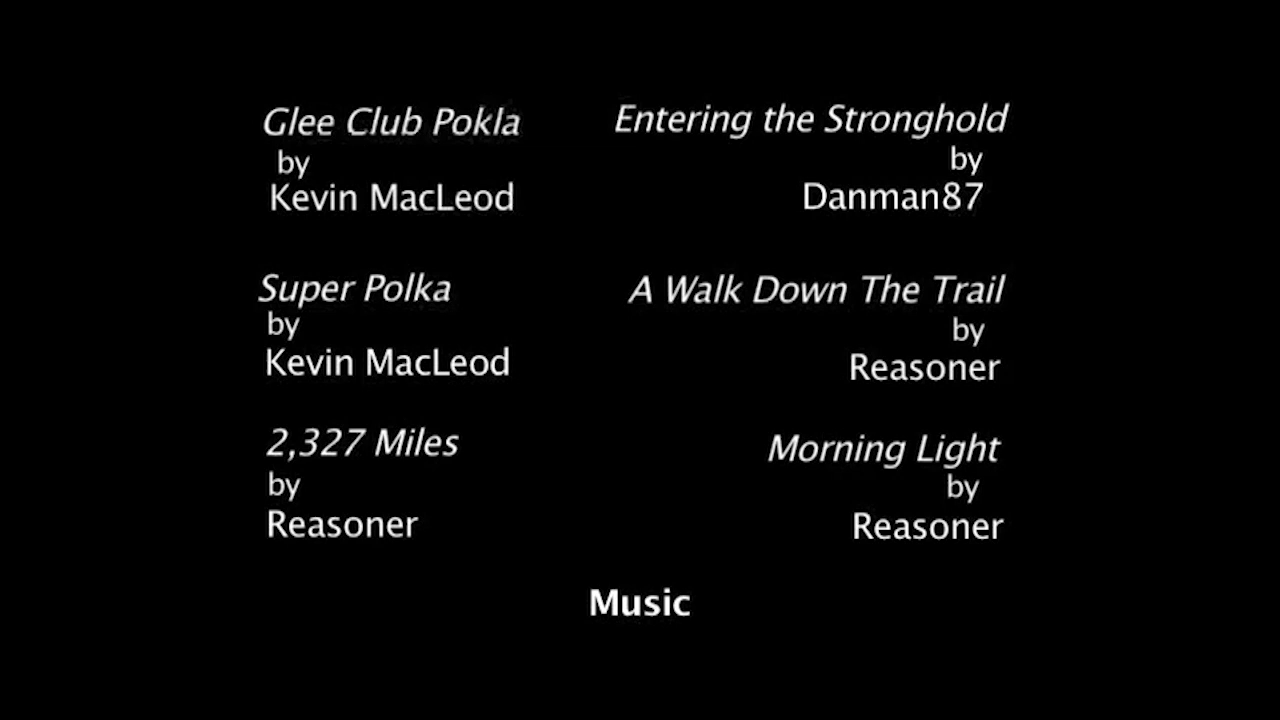 Glee Club Pokla
by
Kevin MacLeod
Super Polka
by
Kevin MacLeod
2,327 Miles
by
Reasoner
Entering the Stronghold
by
Danman87
A Walk Down The Trail
by
Reasoner
Morning Light
by
Reasoner
Music